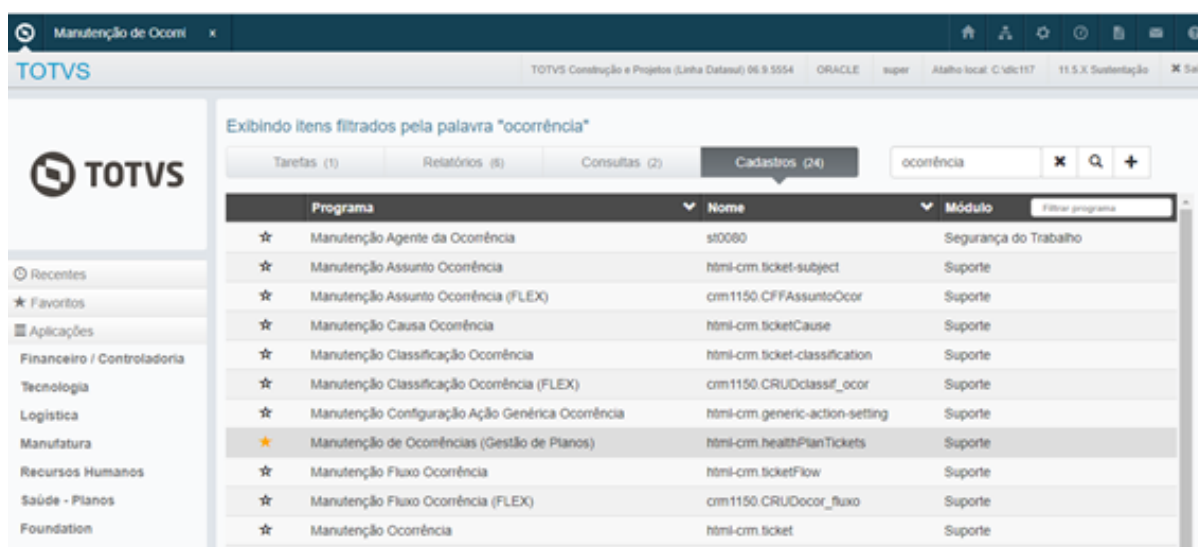 Manutenção de Ocorri ×
TOTVS
TOTVS Construção e Projetos (Linha Datasul) 06.9.5554 ORACLE super Atalho local: C:\dlc117 11.5.X Sustentação Sai
TOTVS
Exibindo itens filtrados pela palavra "ocorrência"
Tarefas (1) Relatórios (6) Consultas (2) Cadastros (24) ocorrência
Programa Nome Módulo Filtrar programa
Manutenção Agente da Ocorrência st0080 Segurança do Trabalho
Manutenção Assunto Ocorrência html-crm.ticket-subject Suporte
Manutenção Assunto Ocorrência (FLEX) crm1150.CFFAssuntoOcor Suporte
Manutenção Causa Ocorrência html-crm.ticketCause Suporte
Manutenção Classificação Ocorrência html-crm.ticket-classification Suporte
Manutenção Classificação Ocorrência (FLEX) crm1150.CRUDclassif_ocor Suporte
Manutenção Configuração Ação Genérica Ocorrência html-crm.generic-action-setting Suporte
Manutenção de Ocorrências (Gestão de Planos) html-crm.healthPlanTickets Suporte
Manutenção Fluxo Ocorrência html-crm.ticketFlow Suporte
Manutenção Fluxo Ocorrência (FLEX) crm1150.CRUDocor_fluxo Suporte
Manutenção Ocorrência html-crm.ticket Suporte
Recentes
Favoritos
Aplicações
Financeiro / Controladoria
Tecnologia
Logística
Manufatura
Recursos Humanos
Saúde - Planos
Foundation